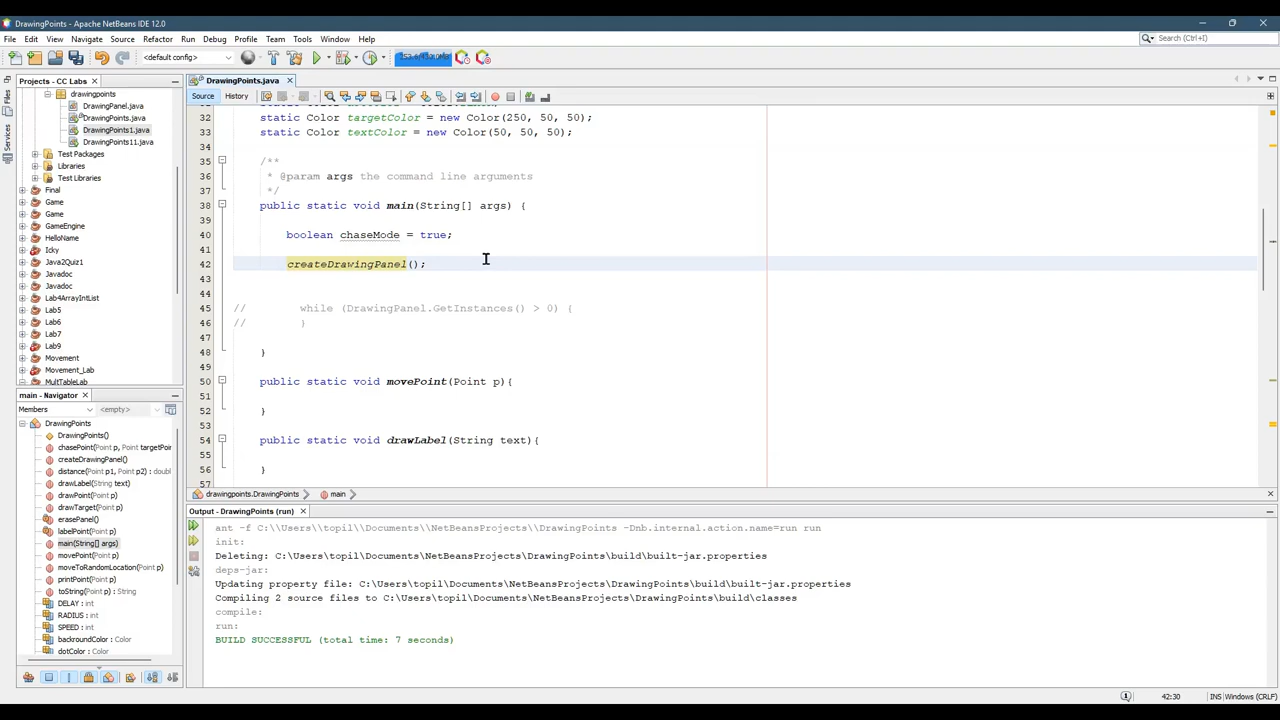 DrawingPoints - Apache NetBeans IDE 12.0
File Edit View Navigate Source Refactor Run Debug Profile Team Tools Window Help
Search (Ctrl+I)
<default config>
Projects - CC Labs
DrawingPoints.java
Source History
Files
Services
drawingpoints
DrawingPanel.java
DrawingPoints.java
DrawingPoints1.java
DrawingPoints11.java
Test Packages
Libraries
Test Libraries
Final
Game
Game
GameEngine
HelloName
Icky
Java2Quiz1
Javadoc
Javadoc
Lab4ArrayIntList
Lab5
Lab6
Lab7
Lab9
Movement
Movement_Lab
MultTableLab
32 static Color targetColor = new Color(250, 50, 50);
33 static Color textColor = new Color(50, 50, 50);
34
35 /**
36 * @param args the command line arguments
37 */
38 public static void main(String[] args) {
39
40 boolean chaseMode = true;
41
42 createDrawingPanel();
43
44
45 // while (DrawingPanel.GetInstances() > 0) {
46 // }
47
48 }
49
50 public static void movePoint(Point p){
51
52 }
53
54 public static void drawLabel(String text){
55
56 }
57
drawingpoints.DrawingPoints main
main - Navigator
Members <empty>
DrawingPoints
DrawingPoints()
chasePoint(Point p, Point targetPoi
createDrawingPanel()
distance(Point p1, Point p2) : doubl
drawLabel(String text)
drawPoint(Point p)
drawTarget(Point p)
erasePanel()
labelPoint(Point p)
main(String[] args)
movePoint(Point p)
moveToRandomLocation(Point p)
printPoint(Point p)
toString(Point p) : String
DELAY : int
RADIUS : int
SPEED : int
backroundColor : Color
dotColor : Color
Output - DrawingPoints (run)
ant -f C:\\Users\\topil\\Documents\\NetBeansProjects\\DrawingPoints -Dnb.internal.action.name=run run
init:
Deleting: C:\Users\topil\Documents\NetBeansProjects\DrawingPoints\build\built-jar.properties
deps-jar:
Updating property file: C:\Users\topil\Documents\NetBeansProjects\DrawingPoints\build\built-jar.properties
Compiling 2 source files to C:\Users\topil\Documents\NetBeansProjects\DrawingPoints\build\classes
compile:
run:
BUILD SUCCESSFUL (total time: 7 seconds)
42:30 INS Windows (CRLF)